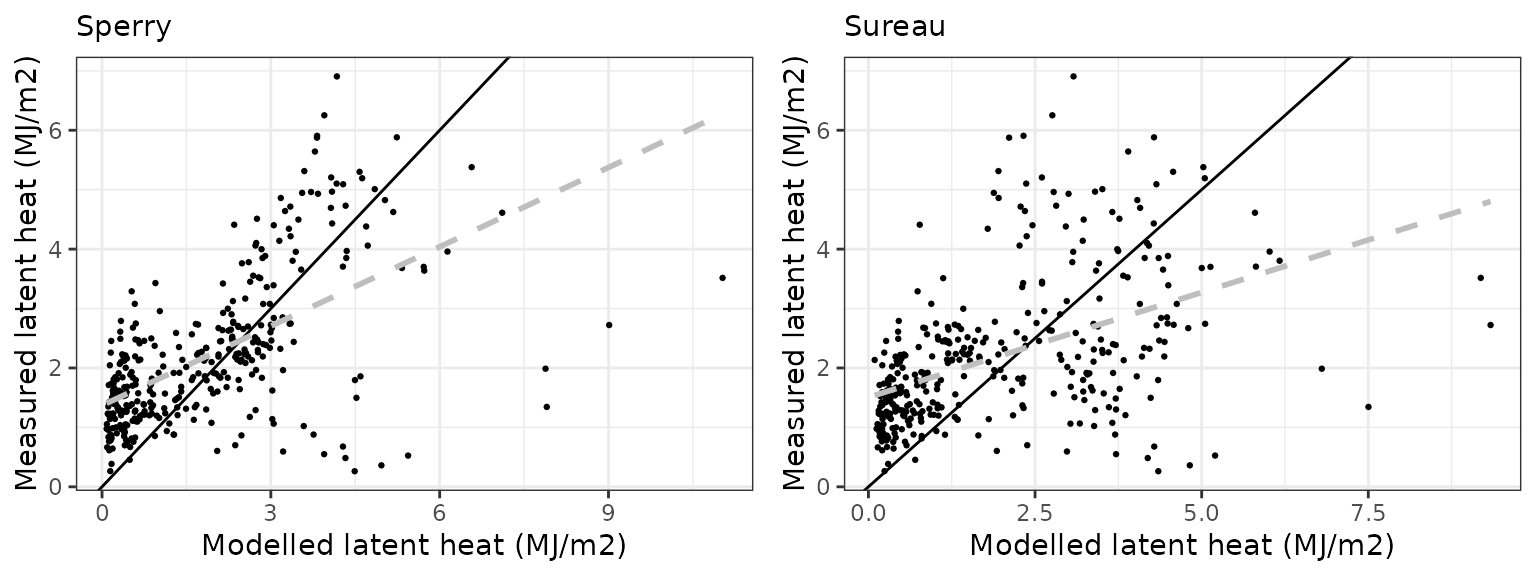 Sperry
Measured latent heat (MJ/m2)
6
4
2
0
0
3
6
9
Modelled latent heat (MJ/m2)
Sureau
Measured latent heat (MJ/m2)
6
4
2
0
0.0
2.5
5.0
7.5
Modelled latent heat (MJ/m2)